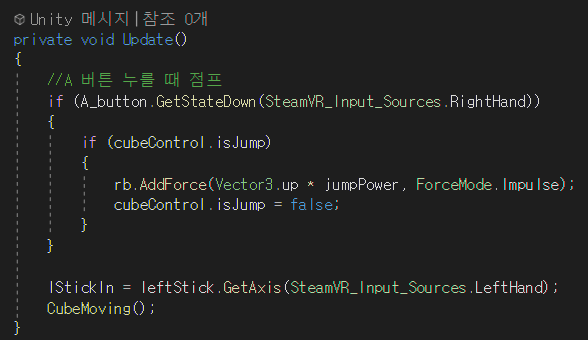 Unity 메시지|참조 0개
private void Update()
{
//A 버튼 누를 때 점프
if (A_button.GetStateDown(SteamVR_Input_Sources.RightHand))
{
if (cubeControl.isJump)
{
rb.AddForce(Vector3.up * jumpPower, ForceMode.Impulse);
cubeControl.isJump = false;
}
}
lStickIn = leftStick.GetAxis(SteamVR_Input_Sources.LeftHand);
CubeMoving();
}